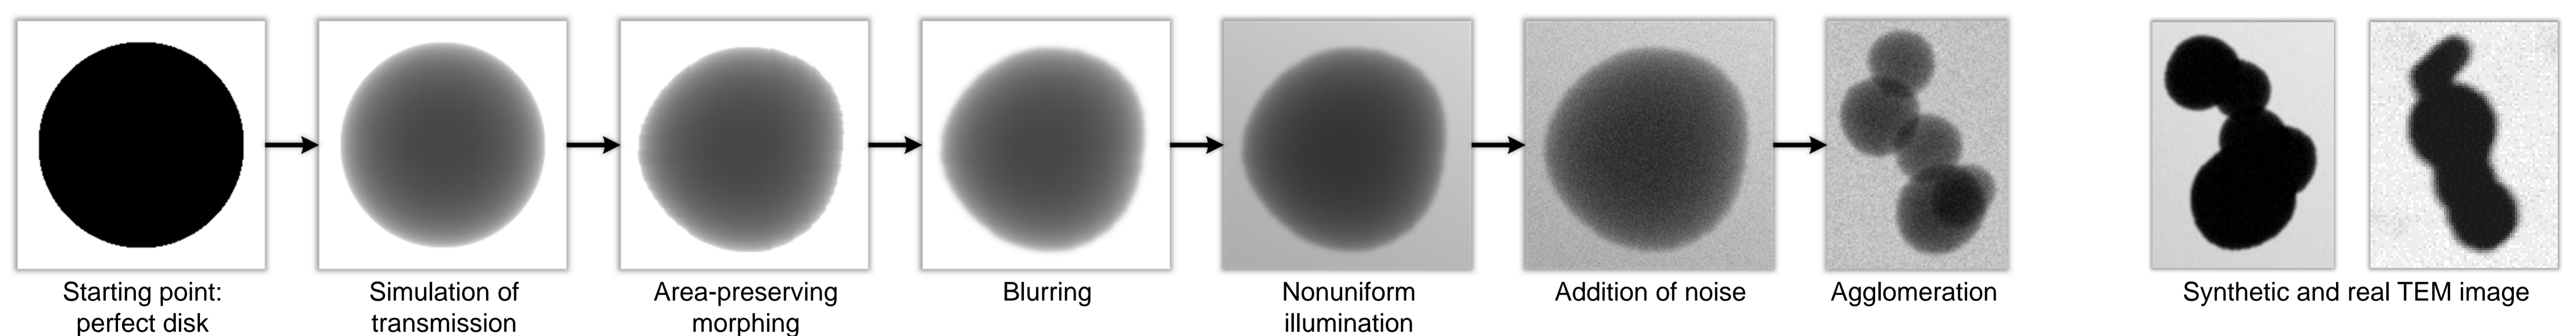 Starting point:
perfect disk
Simulation of
transmission
Area-preserving
morphing
Blurring
Nonuniform
illumination
Addition of noise
Agglomeration
Synthetic and real TEM image